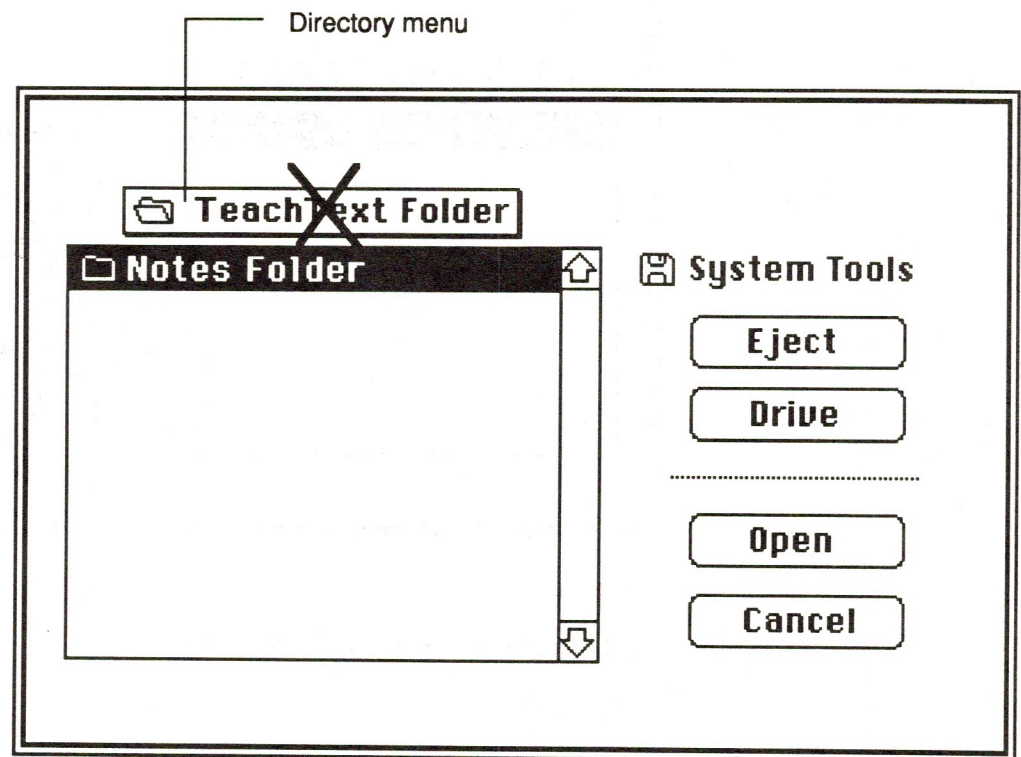 Directory menu
TeachText Folder
Notes Folder
System Tools
Eject
Drive
Open
Cancel